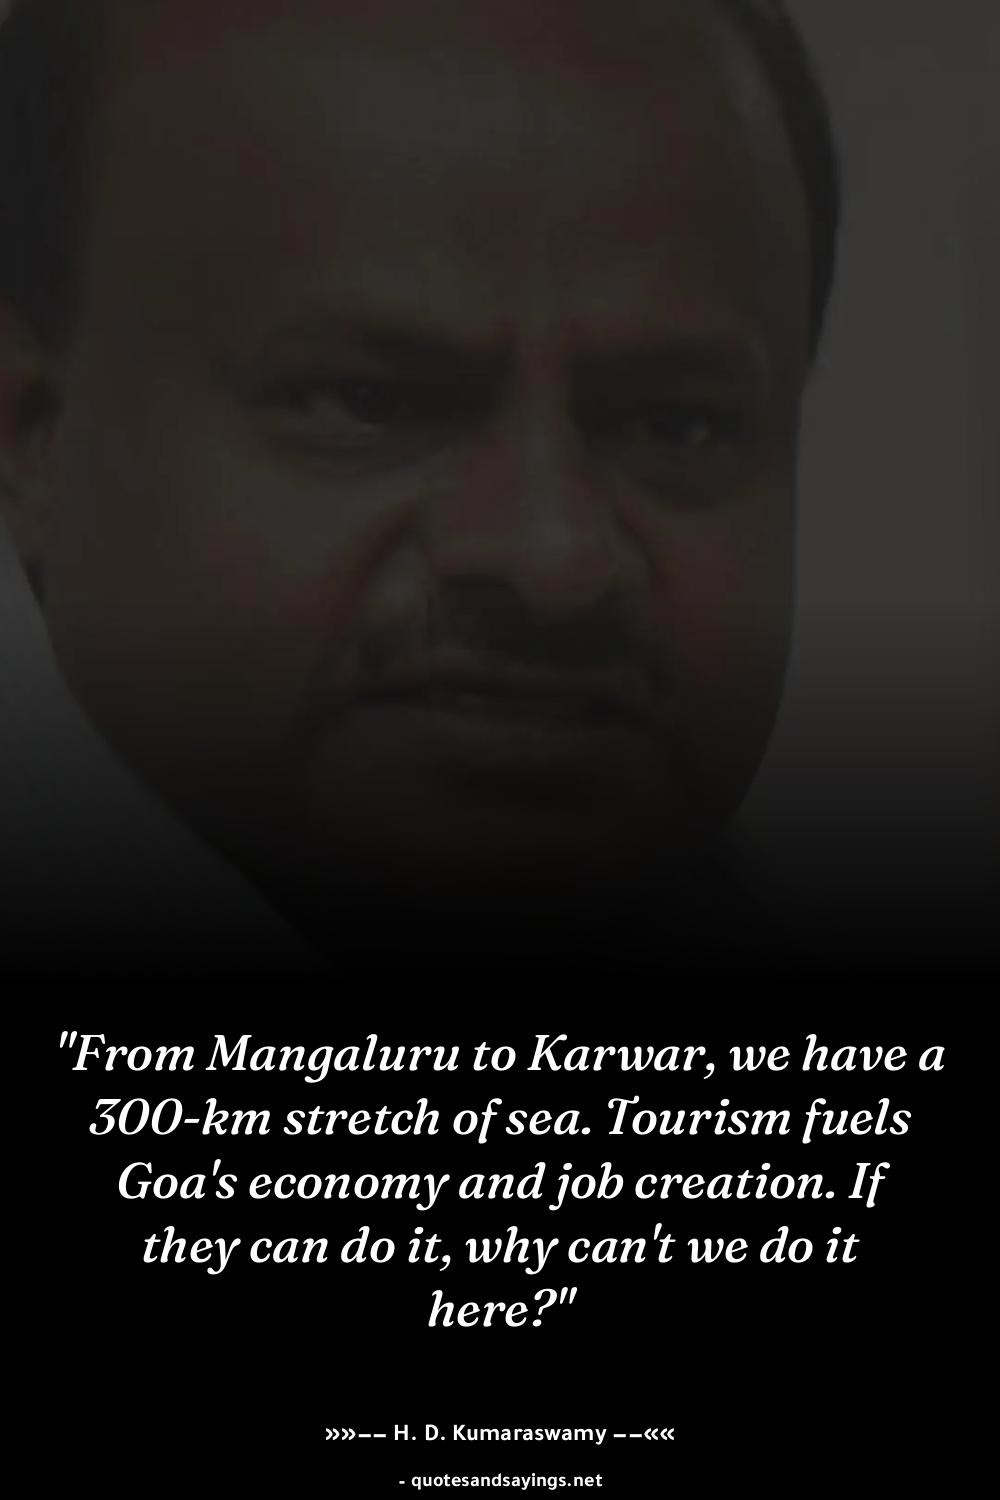 "From Mangaluru to Karwar, we have a
300-km stretch of sea. Tourism fuels
Goa's economy and job creation. If
they can do it, why can't we do it
here?"
»»–– H. D. Kumaraswamy ––««
- quotesandsayings.net